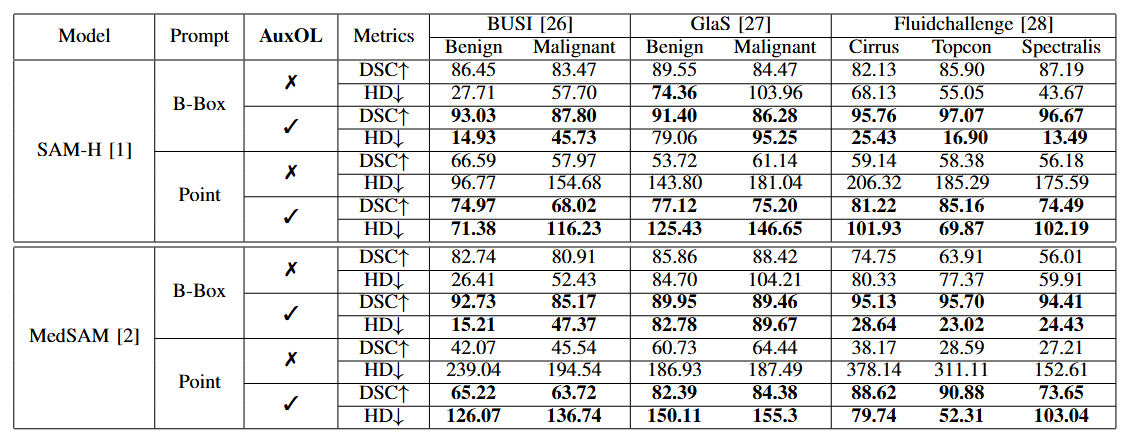 Model Prompt AuxOL Metrics BUSI [26] GlaS [27] Fluidchallenge [28]
Benign Malignant Benign Malignant Cirrus Topcon Spectralis
SAM-H [1] B-Box ✗ DSC↑ 86.45 83.47 89.55 84.47 82.13 85.90 87.19
HD↓ 27.71 57.70 74.36 103.96 68.13 55.05 43.67
✓ DSC↑ 93.03 87.80 91.40 86.28 95.76 97.07 96.67
HD↓ 14.93 45.73 79.06 95.25 25.43 16.90 13.49
Point ✗ DSC↑ 66.59 57.97 53.72 61.14 59.14 58.38 56.18
HD↓ 96.77 154.68 143.80 181.04 206.32 185.29 175.59
✓ DSC↑ 74.97 68.02 77.12 75.20 81.22 85.16 74.49
HD↓ 71.38 116.23 125.43 146.65 101.93 69.87 102.19
MedSAM [2] B-Box ✗ DSC↑ 82.74 80.91 85.86 88.42 74.75 63.91 56.01
HD↓ 26.41 52.43 84.70 104.21 80.33 77.37 59.91
✓ DSC↑ 92.73 85.17 89.95 89.46 95.13 95.70 94.41
HD↓ 15.21 47.37 82.78 89.67 28.64 23.02 24.43
Point ✗ DSC↑ 42.07 45.54 60.73 64.44 38.17 28.59 27.21
HD↓ 239.04 194.54 186.93 187.49 378.14 311.11 152.61
✓ DSC↑ 65.22 63.72 82.39 84.38 88.62 90.88 73.65
HD↓ 126.07 136.74 150.11 155.3 79.74 52.31 103.04